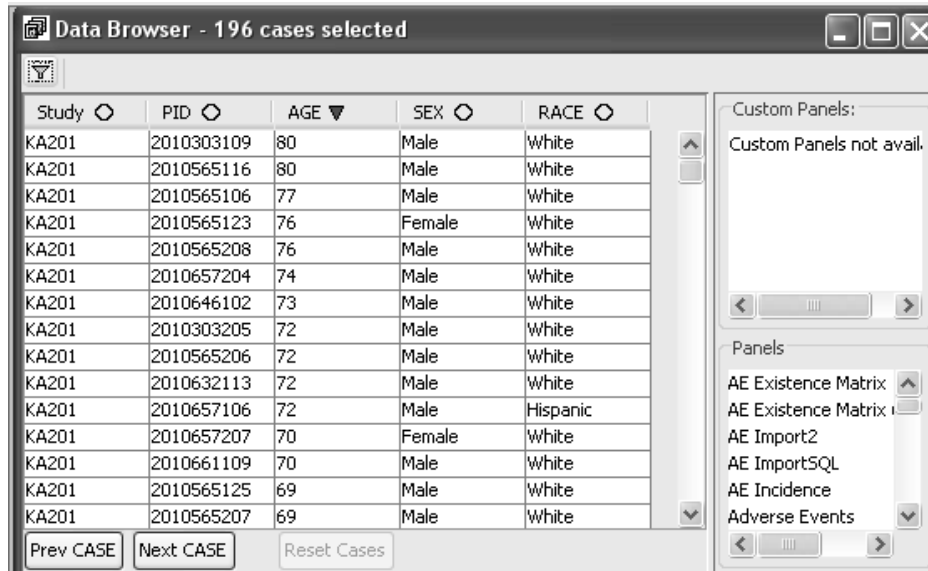 Data Browser - 196 cases selected
Study PID AGE SEX RACE
KA201 2010303109 80 Male White
KA201 2010565116 80 Male White
KA201 2010565106 77 Male White
KA201 2010565123 76 Female White
KA201 2010565208 76 Male White
KA201 2010657204 74 Male White
KA201 2010646102 73 Male White
KA201 2010303205 72 Male White
KA201 2010565206 72 Male White
KA201 2010632113 72 Male White
KA201 2010657106 72 Male Hispanic
KA201 2010657207 70 Female White
KA201 2010661109 70 Male White
KA201 2010565125 69 Male White
KA201 2010565207 69 Male White
Prev CASE Next CASE Reset Cases
Custom Panels:
Custom Panels not avail
Panels
AE Existence Matrix
AE Existence Matrix
AE Import2
AE ImportSQL
AE Incidence
Adverse Events